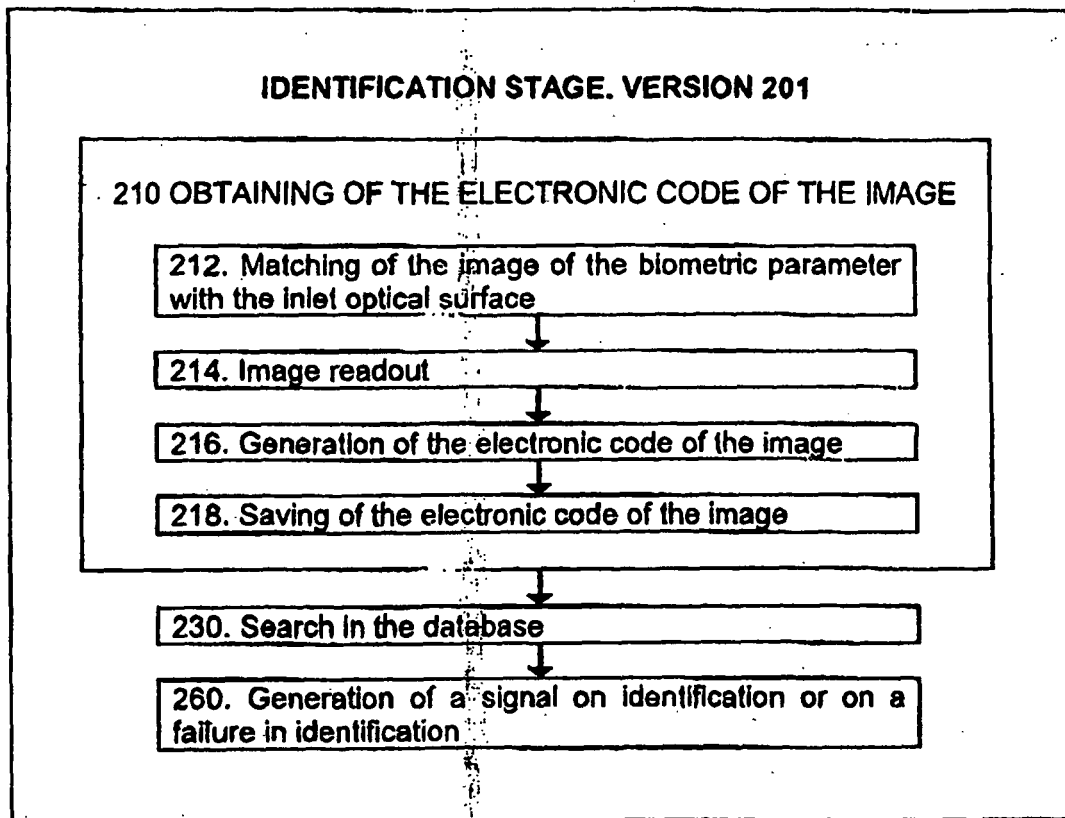 IDENTIFICATION STAGE. VERSION 201
210 OBTAINING OF THE ELECTRONIC CODE OF THE IMAGE
212. Matching of the image of the biometric parameter
with the inlet optical surface
214. Image readout
216. Generation of the electronic code of the image
218. Saving of the electronic code of the image
230. Search in the database
260. Generation of a signal on identification or on a
failure in identification